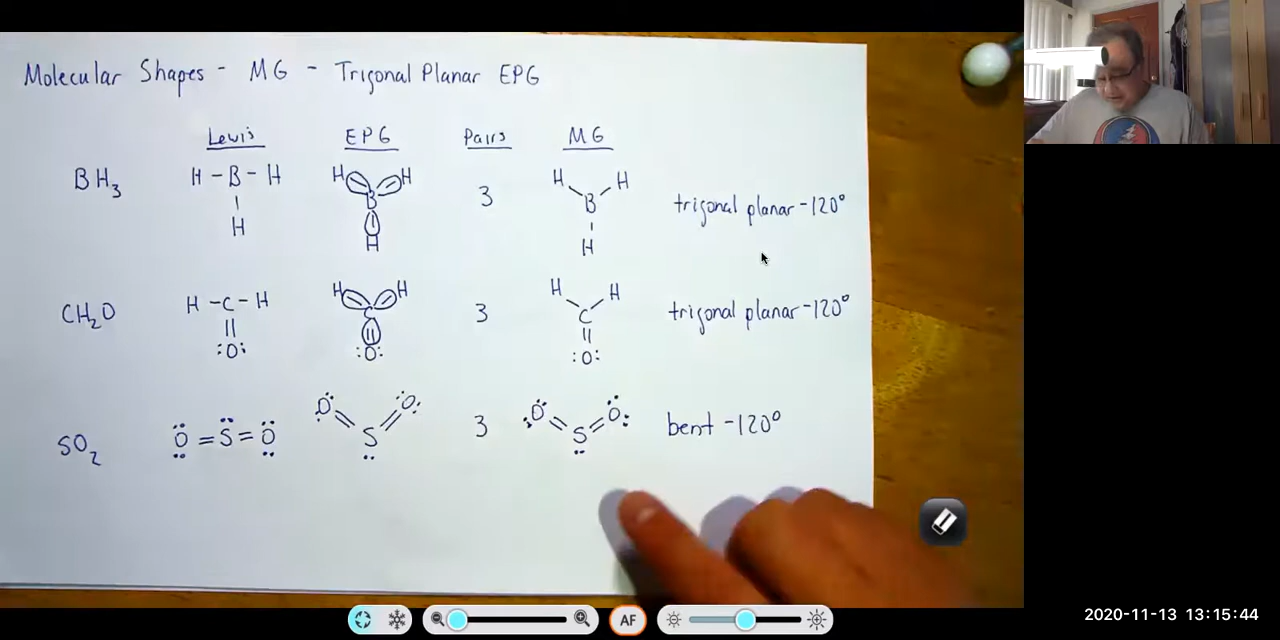 Molecular Shapes - MG - Trigonal Planar EPG
Lewis EPG Pairs MG
BH3 H - B - H H H H H
B 3 B trigonal planar - 120°
H H H
CH2O H - C - H H H H H
C 3 C trigonal planar - 120°
:O: :O: :O:
SO2 O = S = O O O 3 O O bent - 120°
S S
AF
2020-11-13 13:15:44